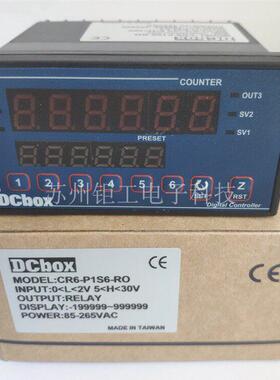 COUNTER
OUT3
SV2
PRESET
SV1
1 2 3 4 5 6
Z
RST
DCbox
Digital Controller
苏州钜工电子科技
DCbox
CE
MODEL:CR6-P1S6-RO
INPUT:0<L<2V 5<H<30V
OUTPUT:RELAY
DISPLAY:-199999~999999
POWER:85-265VAC
MADE IN TAIWAN